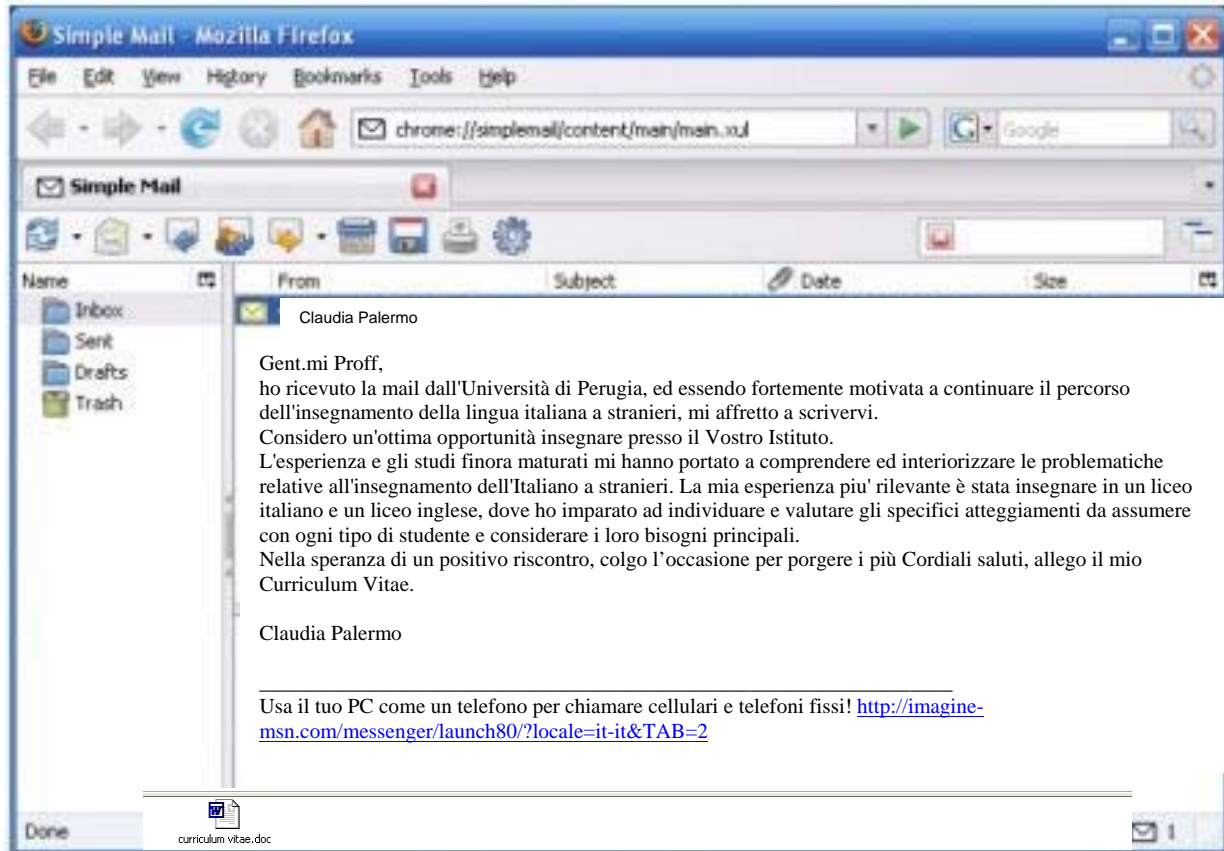 Simple Mail - Mozilla Firefox
File Edit View History Bookmarks Tools Help
chrome://simplemail/content/main/main.xul
Google
Simple Mail
Name From Subject Date Size
Inbox
Sent
Drafts
Trash
Claudia Palermo
Gent.mi Proff,
ho ricevuto la mail dall'Università di Perugia, ed essendo fortemente motivata a continuare il percorso
dell'insegnamento della lingua italiana a stranieri, mi affretto a scrivervi.
Considero un'ottima opportunità insegnare presso il Vostro Istituto.
L'esperienza e gli studi finora maturati mi hanno portato a comprendere ed interiorizzare le problematiche
relative all'insegnamento dell'Italiano a stranieri. La mia esperienza piu' rilevante è stata insegnare in un liceo
italiano e un liceo inglese, dove ho imparato ad individuare e valutare gli specifici atteggiamenti da assumere
con ogni tipo di studente e considerare i loro bisogni principali.
Nella speranza di un positivo riscontro, colgo l’occasione per porgere i più Cordiali saluti, allego il mio
Curriculum Vitae.
Claudia Palermo
Usa il tuo PC come un telefono per chiamare cellulari e telefoni fissi! http://imagine-
msn.com/messenger/launch80/?locale=it-it&TAB=2
curriculum vitae.doc
Done 1